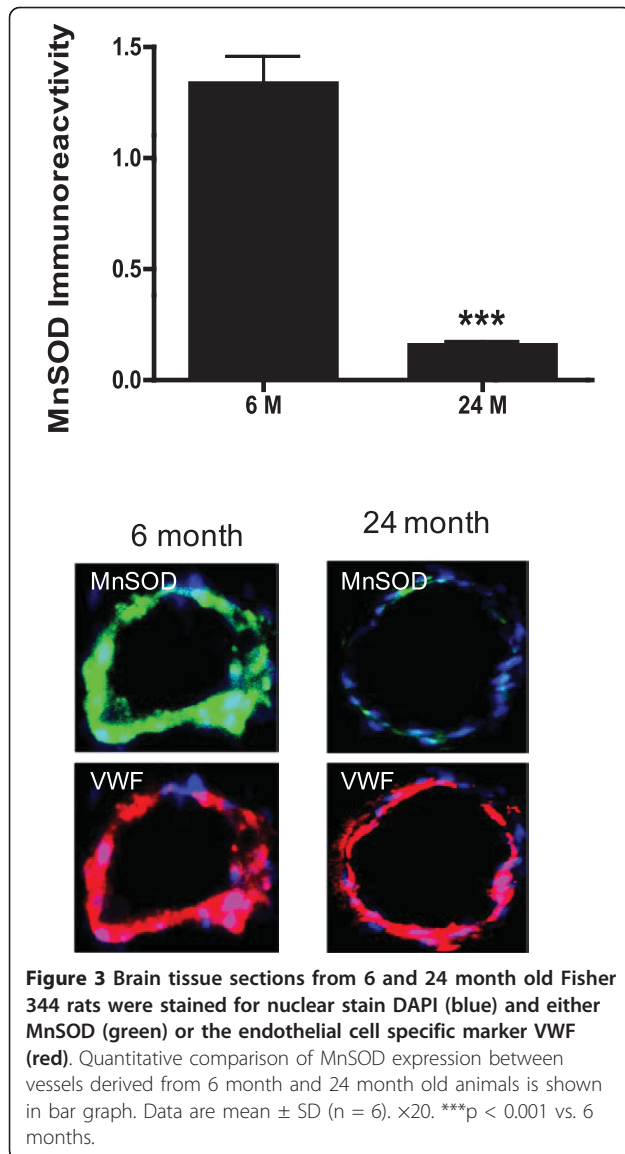 MnSOD Immunoreacvtivity
1.5
1.0
0.5
0.0
***
6 M
24 M
6 month
24 month
MnSOD
MnSOD
VWF
VWF
Figure 3 Brain tissue sections from 6 and 24 month old Fisher
344 rats were stained for nuclear stain DAPI (blue) and either
MnSOD (green) or the endothelial cell specific marker VWF
(red). Quantitative comparison of MnSOD expression between
vessels derived from 6 month and 24 month old animals is shown
in bar graph. Data are mean ± SD (n = 6). ×20. ***p < 0.001 vs. 6
months.